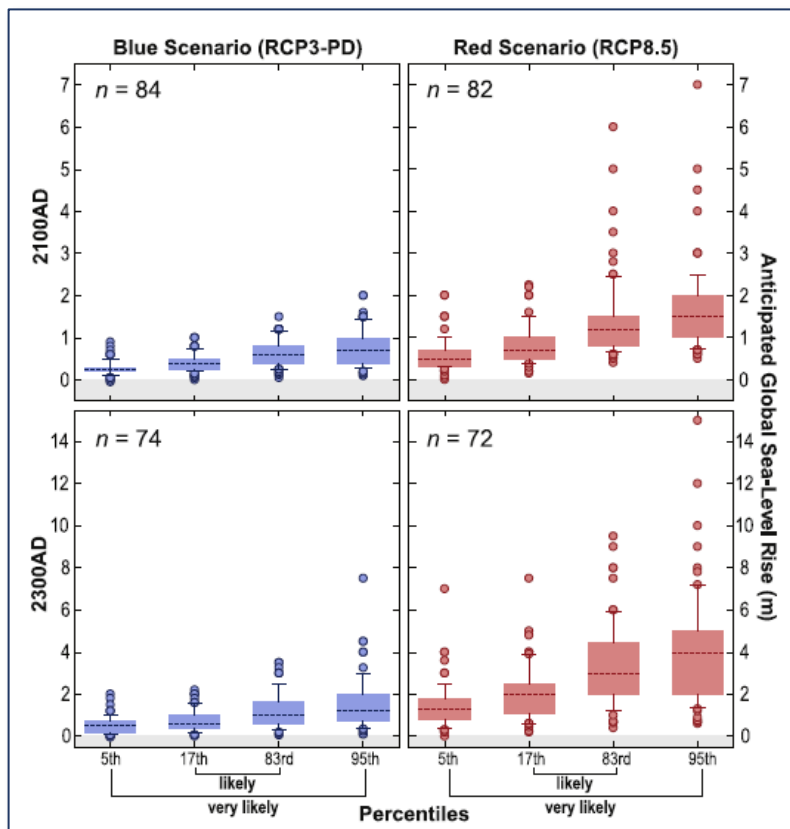 Blue Scenario (RCP3-PD)
Red Scenario (RCP8.5)
n = 84
n = 82
7
6
5
4
3
2
1
0
7
6
5
4
3
2
1
0
2100AD
n = 74
n = 72
14
12
10
8
6
4
2
0
14
12
10
8
6
4
2
0
2300AD
Anticipated Global Sea-Level Rise (m)
5th 17th 83rd 95th
5th 17th 83rd 95th
likely
likely
very likely
very likely
Percentiles